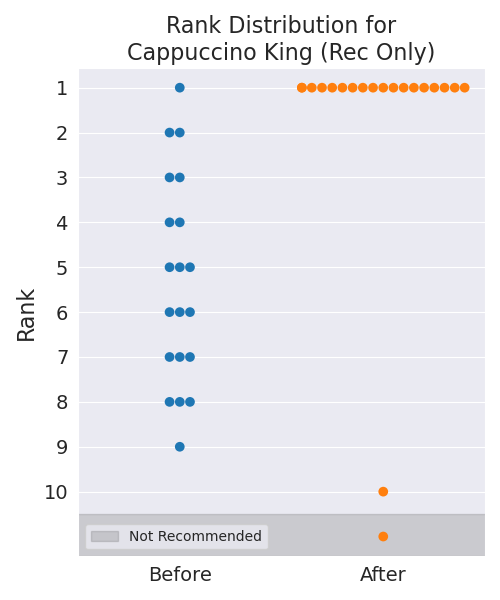 Rank Distribution for
Cappuccino King (Rec Only)
Rank
1
2
3
4
5
6
7
8
9
10
Not Recommended
Before
After